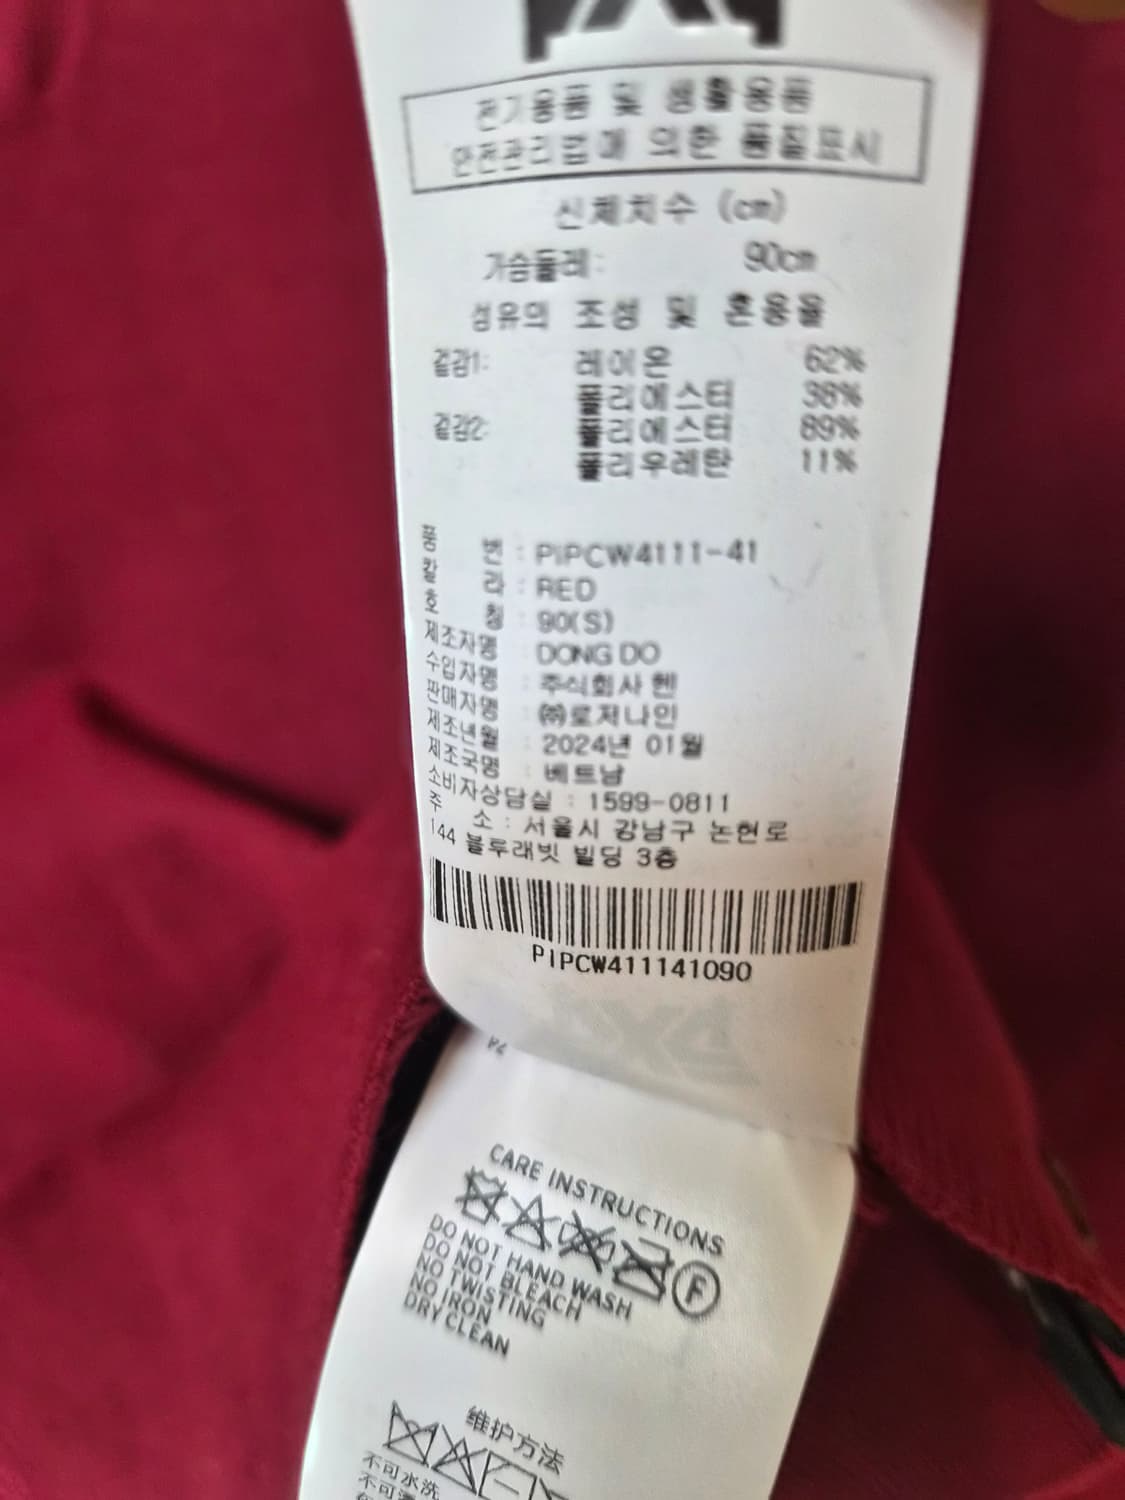 전기용품 및 생활용품
안전관리법에 의한 품질표시
신체치수 (cm)
가슴둘레: 90cm
섬유의 조성 및 혼용율
겉감1: 레이온 62%
폴리에스터 38%
겉감2: 폴리에스터 89%
폴리우레탄 11%
품 번 : PIPCW4111-41
칼 라 : RED
호 칭 : 90(S)
제조자명 : DONG DO
수입자명 : 주식회사 헨
판매자명 : ㈜로저나인
제조년월 : 2024년 01월
제조국명 : 베트남
소비자상담실 : 1599-0811
주 소 : 서울시 강남구 논현로
144 블루래빗 빌딩 3층
PIPCW411141090
CARE INSTRUCTIONS
F
DO NOT HAND WASH
DO NOT BLEACH
NO TWISTING
NO IRON
DRY CLEAN
维护方法
不可水洗
不可